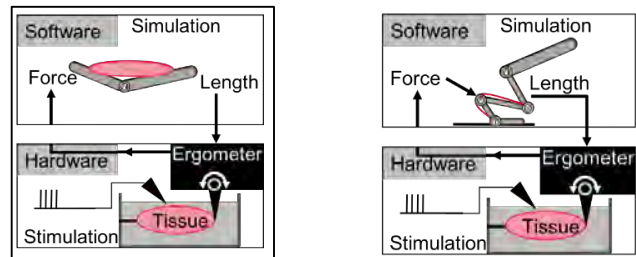 Software
Simulation
Force
Length
Hardware
Ergometer
Tissue
Stimulation
Software
Simulation
Force
Length
Hardware
Ergometer
Tissue
Stimulation